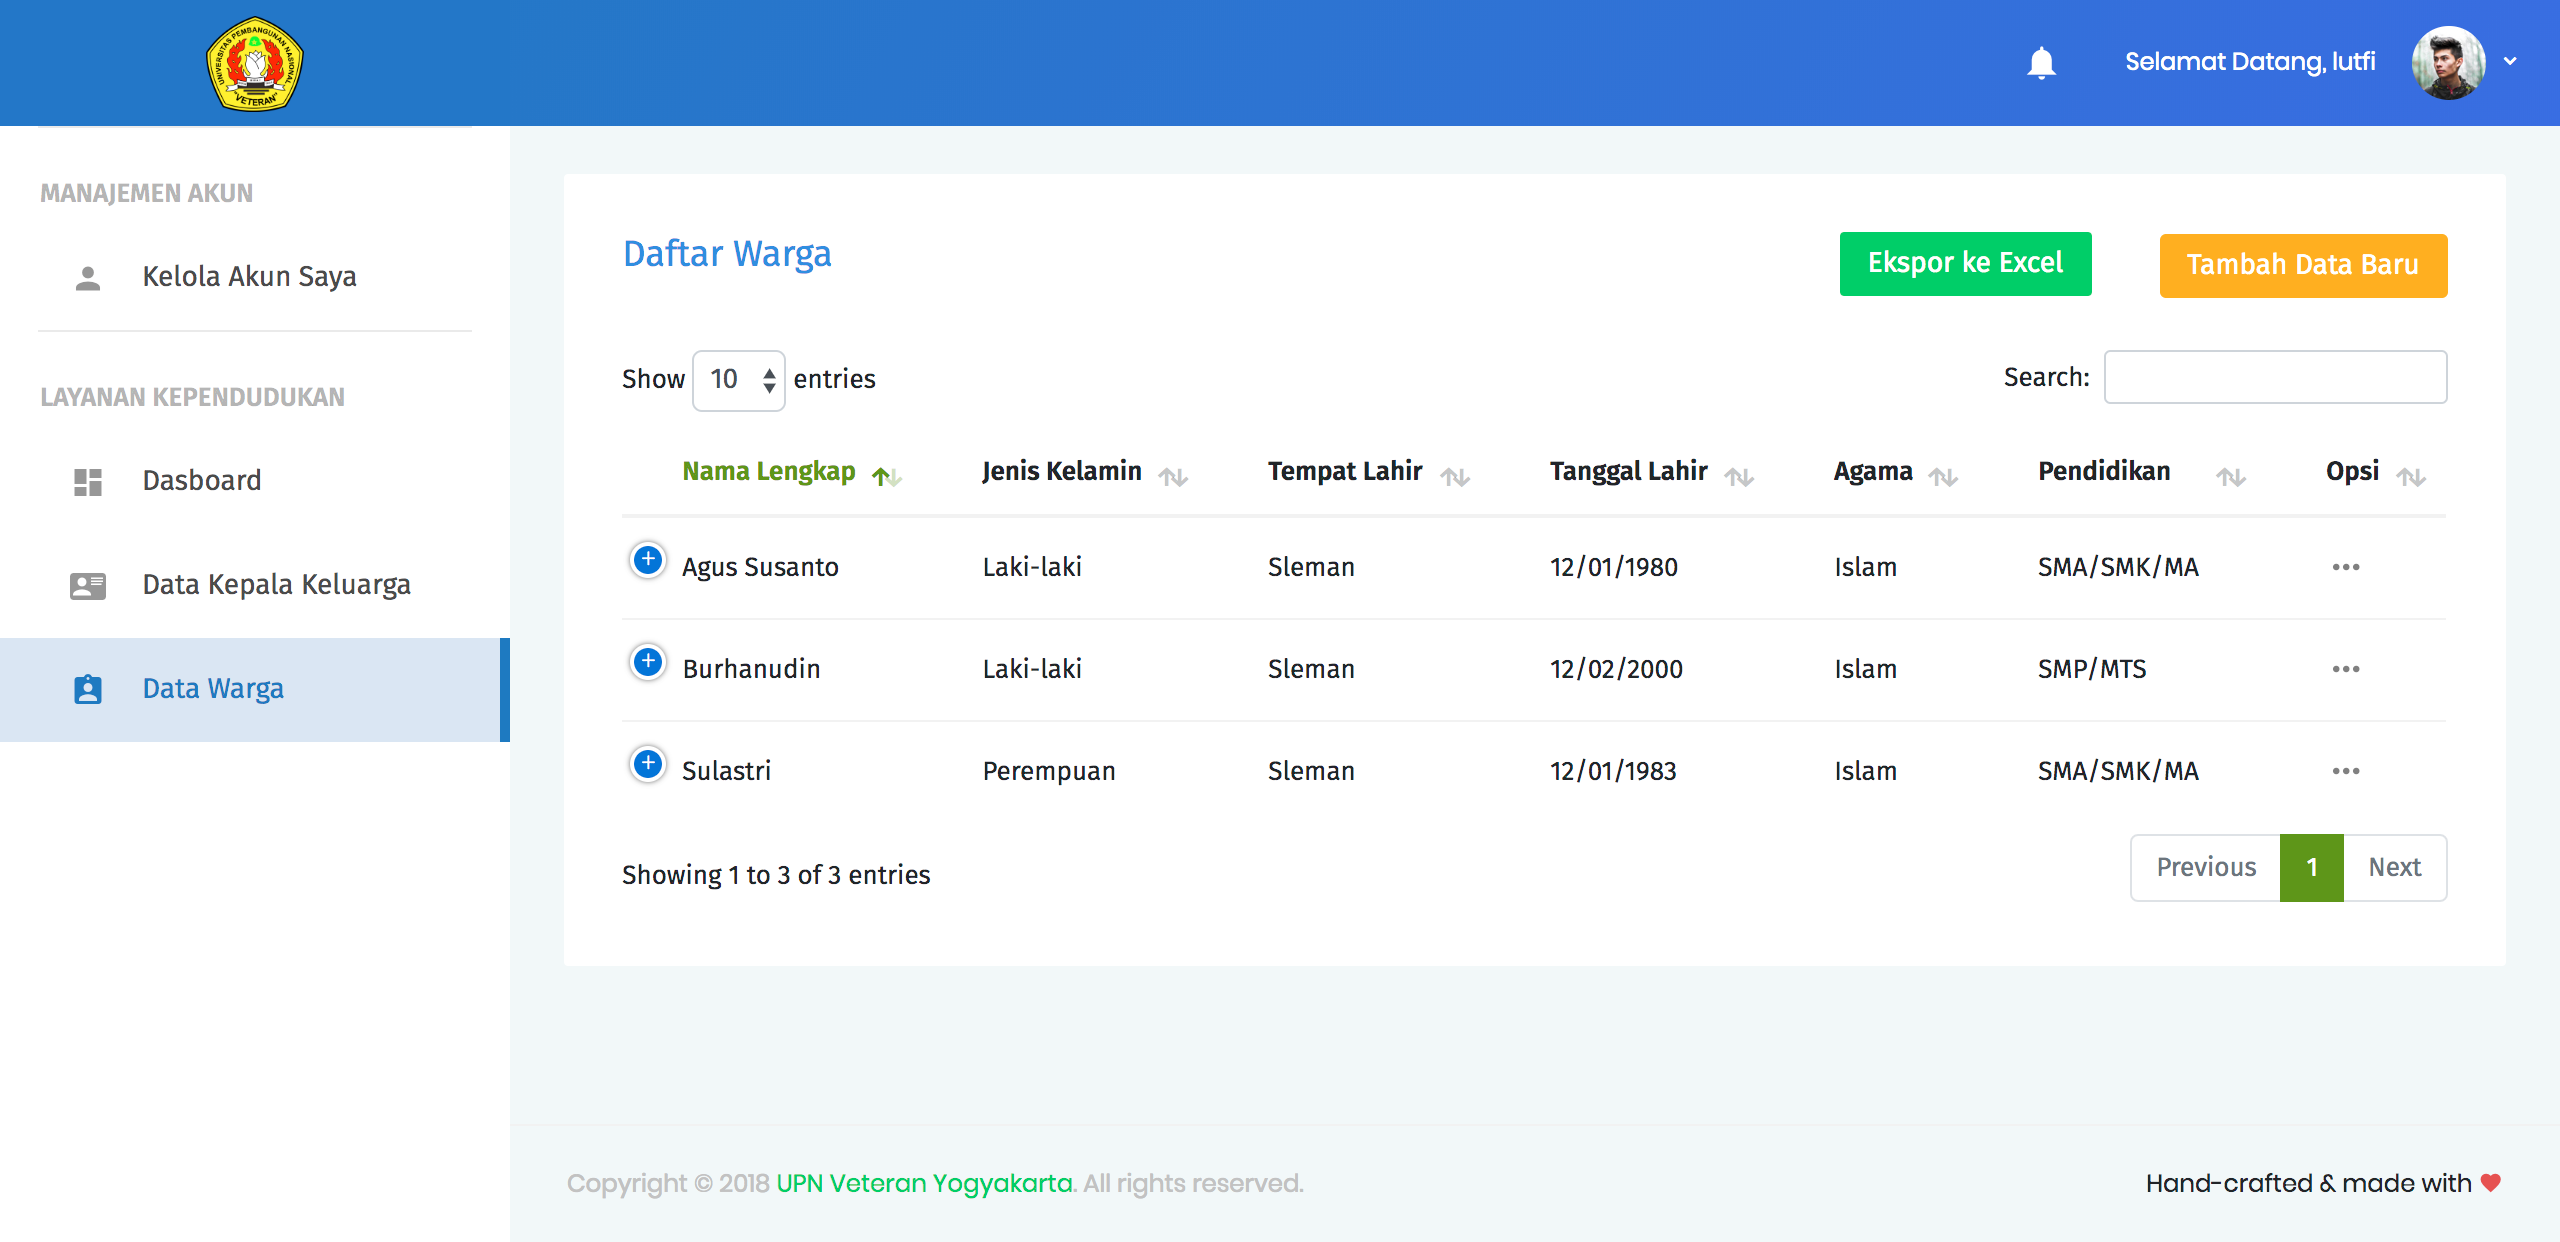 UNIVERSITAS PEMBANGUNAN NASIONAL
"VETERAN"
Selamat Datang, lutfi
MANAJEMEN AKUN
Kelola Akun Saya
LAYANAN KEPENDUDUKAN
Dasboard
Data Kepala Keluarga
Data Warga
Daftar Warga
Ekspor ke Excel
Tambah Data Baru
Show 10 entries
Search:
Nama Lengkap Jenis Kelamin Tempat Lahir Tanggal Lahir Agama Pendidikan Opsi
Agus Susanto Laki-laki Sleman 12/01/1980 Islam SMA/SMK/MA
Burhanudin Laki-laki Sleman 12/02/2000 Islam SMP/MTS
Sulastri Perempuan Sleman 12/01/1983 Islam SMA/SMK/MA
Showing 1 to 3 of 3 entries
Previous 1 Next
Copyright © 2018 UPN Veteran Yogyakarta. All rights reserved.
Hand-crafted & made with